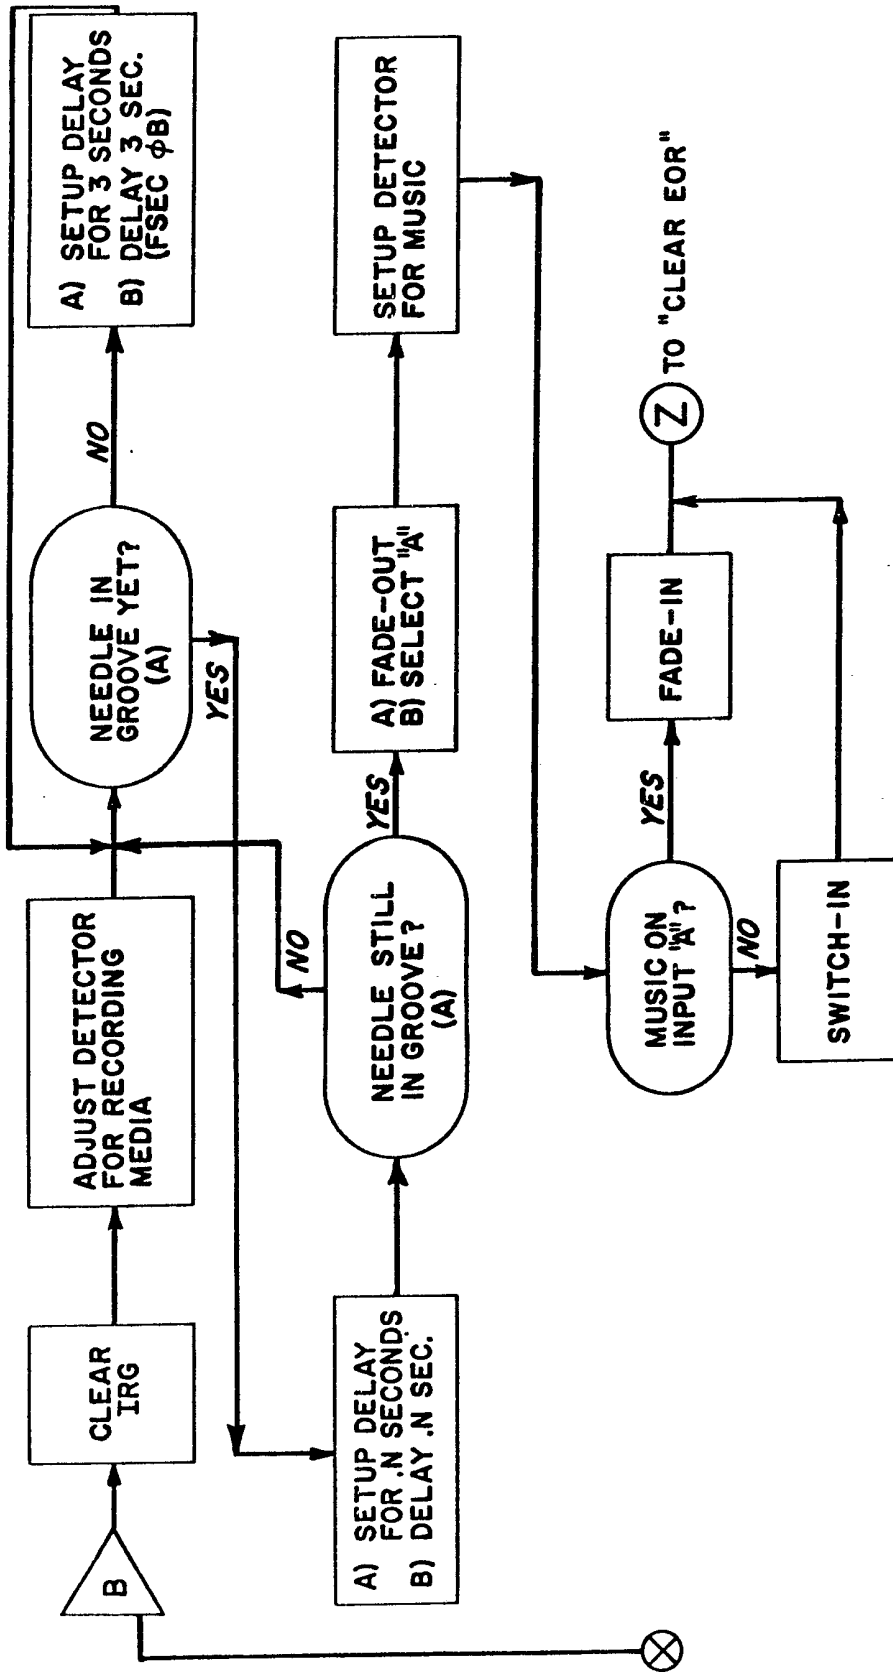 B
CLEAR
IRG
ADJUST DETECTOR
FOR RECORDING
MEDIA
NEEDLE IN
GROOVE YET?
(A)
NO
A) SETUP DELAY
FOR 3 SECONDS
B) DELAY 3 SEC.
(FSEC ϕB)
YES
A) SETUP DELAY
FOR .N SECONDS
B) DELAY .N SEC.
NO
NEEDLE STILL
IN GROOVE?
(A)
YES
A) FADE-OUT
B) SELECT "A"
SETUP DETECTOR
FOR MUSIC
MUSIC ON
INPUT "A"?
YES
FADE-IN
Z TO "CLEAR EOR"
NO
SWITCH-IN